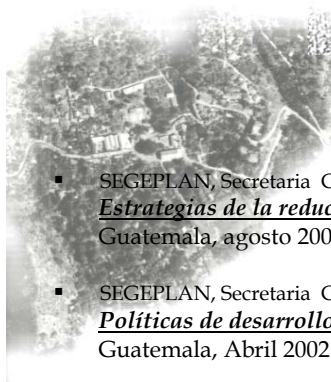 ▪ SEGEPLAN, Secretaria G
Estrategias de la reduc
Guatemala, agosto 200
▪ SEGEPLAN, Secretaria G
Políticas de desarrollo
Guatemala, Abril 2002